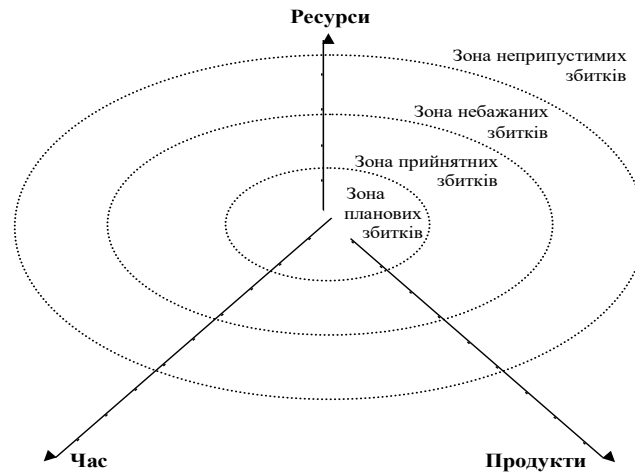 Ресурси
Зона неприпустимих
збитків
Зона небажаних
збитків
Зона прийнятних
збитків
Зона
планових
збитків
Час
Продукти